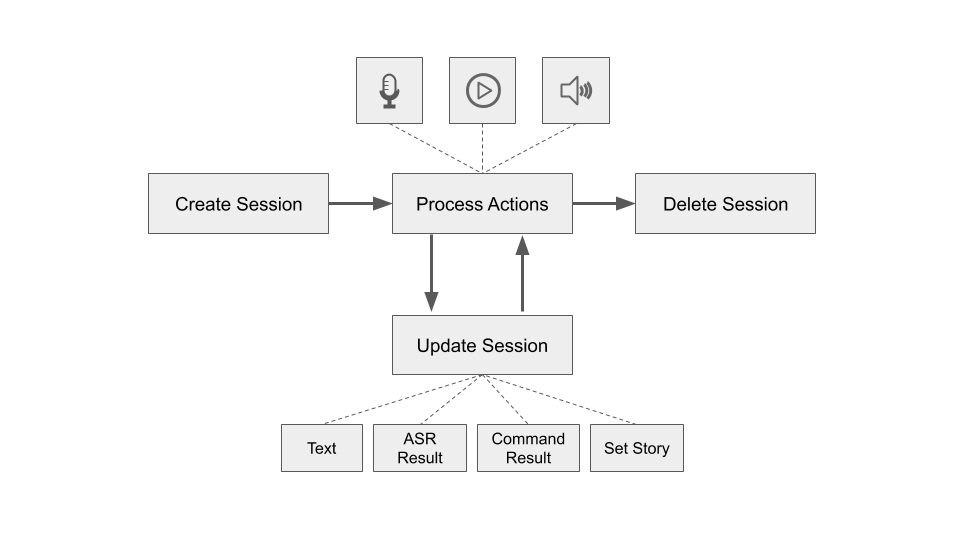 Create Session
Process Actions
Delete Session
Update Session
Text
ASR
Result
Command
Result
Set Story